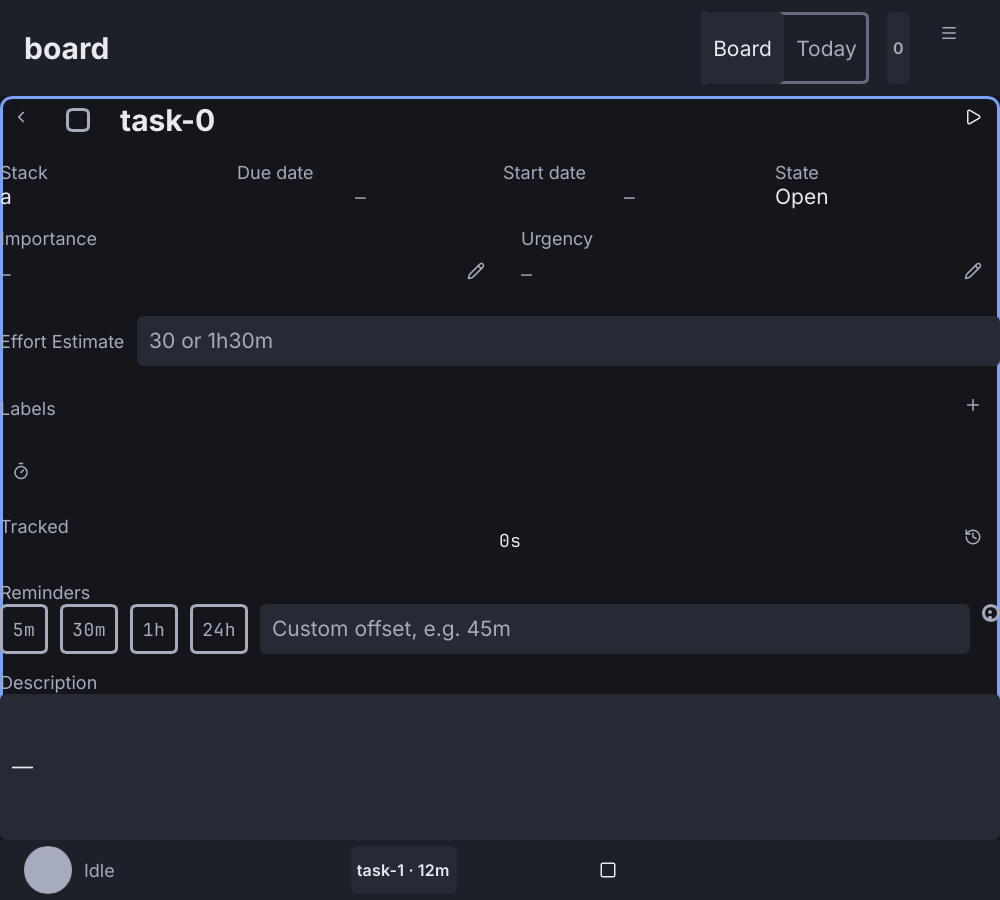 board
Board Today 0
task-0
Stack Due date Start date State
a – – Open
Importance Urgency
– –
Effort Estimate 30 or 1h30m
Labels
Tracked
0s
Reminders
5m 30m 1h 24h Custom offset, e.g. 45m
Description
—
Idle task-1 · 12m